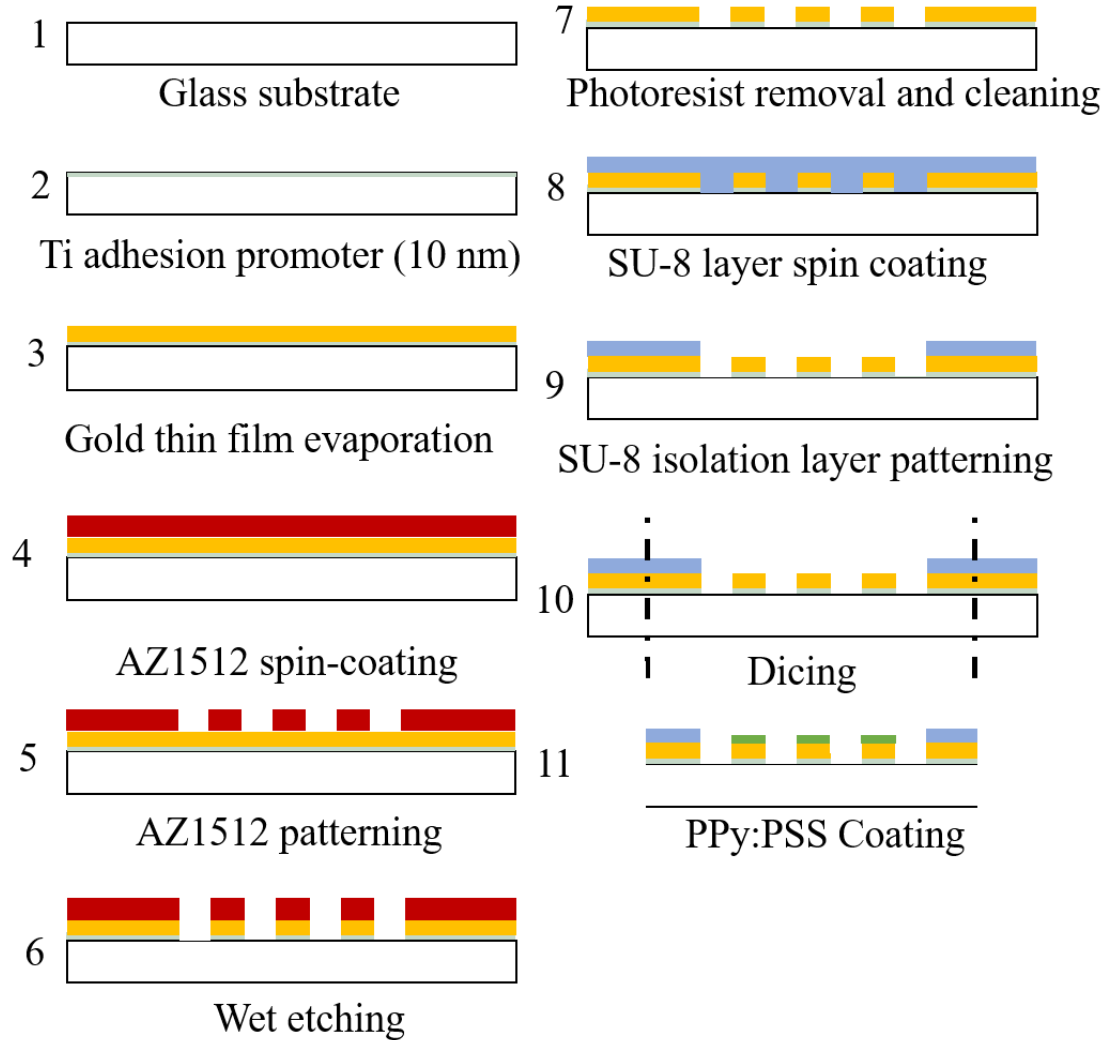 1
Glass substrate
2
Ti adhesion promoter (10 nm)
3
Gold thin film evaporation
4
AZ1512 spin-coating
5
AZ1512 patterning
6
Wet etching
7
Photoresist removal and cleaning
8
SU-8 layer spin coating
9
SU-8 isolation layer patterning
10
Dicing
11
PPy:PSS Coating